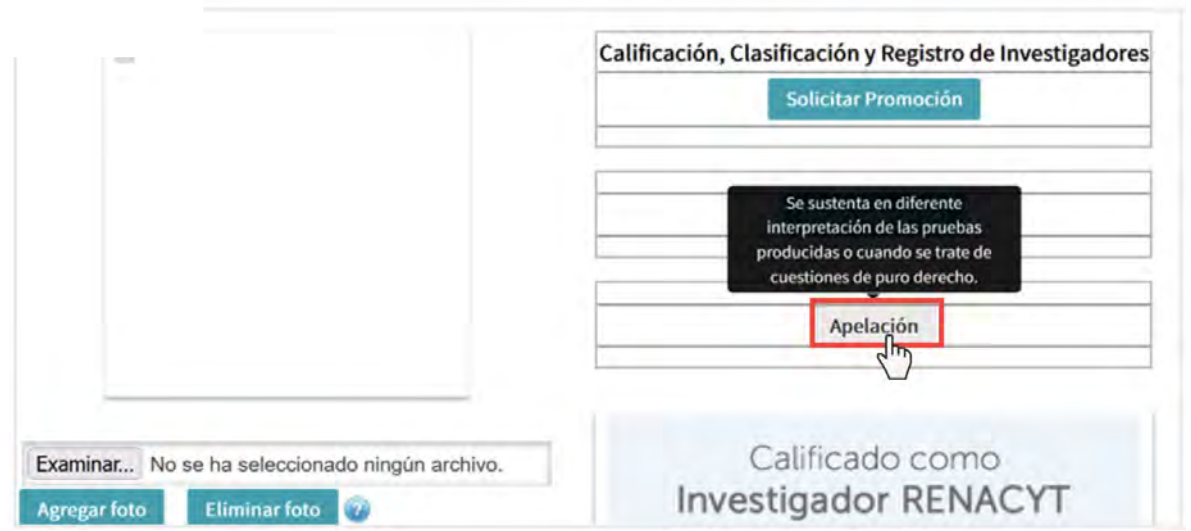 Calificación, Clasificación y Registro de Investigadores
Solicitar Promoción
Se sustenta en diferente
interpretación de las pruebas
producidas o cuando se trate de
cuestiones de puro derecho.
Apelación
Examinar... No se ha seleccionado ningún archivo.
Agregar foto Eliminar foto ?
Calificado como
Investigador RENACYT